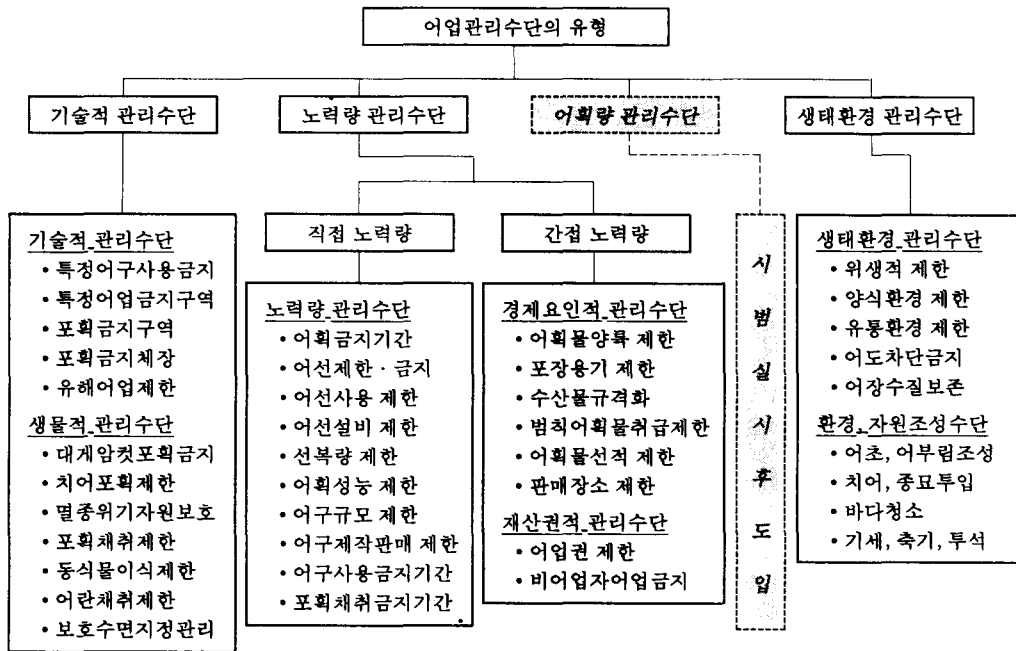 어업관리수단의 유형
기술적 관리수단
노력량 관리수단
어획량 관리수단
생태환경 관리수단
기술적 관리수단
• 특정어구사용금지
• 특정어업금지구역
• 포획금지구역
• 포획금지체장
• 유해어업제한
생물적 관리수단
• 대게암컷포획금지
• 치어포획제한
• 멸종위기자원보호
• 포획채취제한
• 동식물이식제한
• 어란채취제한
• 보호수면지정관리
직접 노력량
노력량 관리수단
• 어획금지기간
• 어선제한 · 금지
• 어선사용 제한
• 어선설비 제한
• 선복량 제한
• 어획성능 제한
• 어구규모 제한
• 어구제작판매 제한
• 어구사용금지기간
• 포획채취금지기간
간접 노력량
경제요인적 관리수단
• 어획물양륙 제한
• 포장용기 제한
• 수산물규격화
• 범칙어획물취급제한
• 어획물선적 제한
• 판매장소 제한
재산권적 관리수단
• 어업권 제한
• 비어업자어업금지
시범실시후도입
생태환경 관리수단
• 위생적 제한
• 양식환경 제한
• 유통환경 제한
• 어도차단금지
• 어장수질보존
환경, 자원조성수단
• 어초, 어부림조성
• 치어, 종묘투입
• 바다청소
• 기세, 축기, 투석